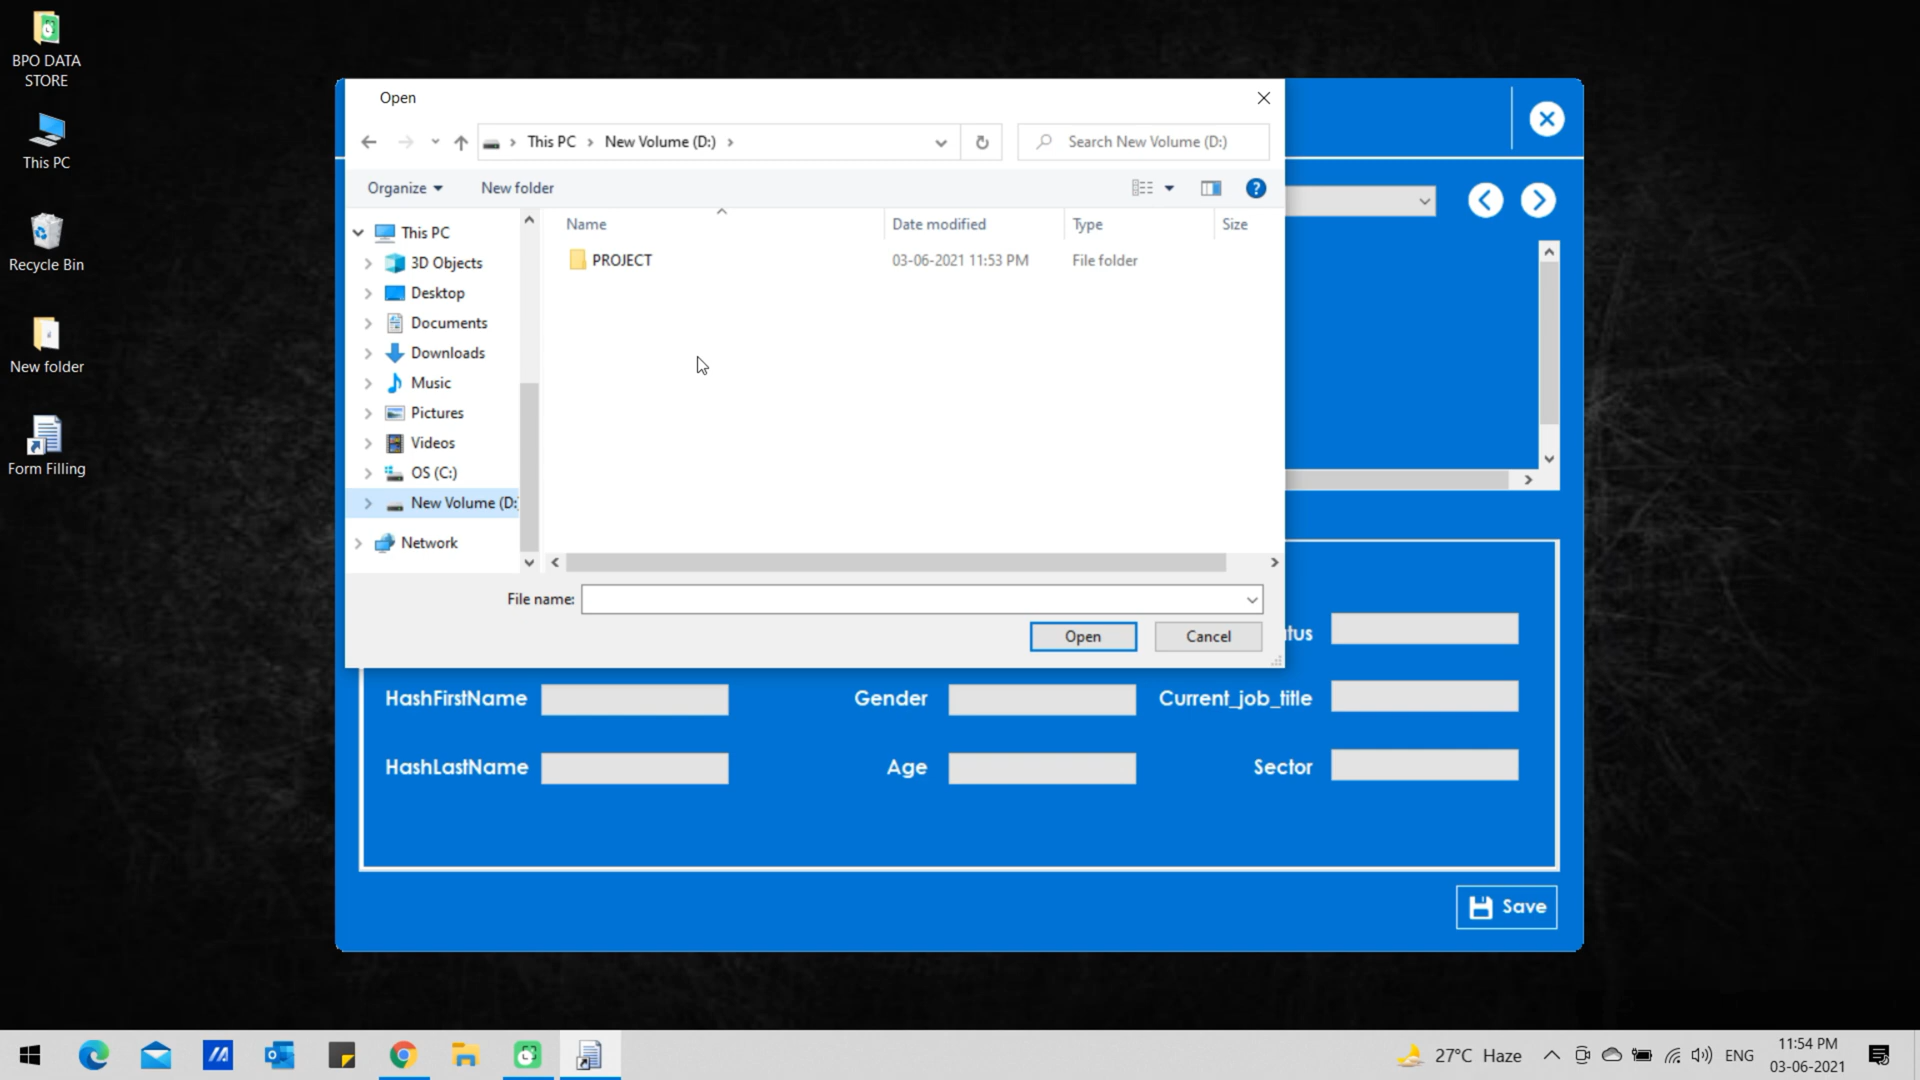 BPO DATA
STORE
This PC
Recycle Bin
New folder
Form Filling
Open
This PC > New Volume (D:) >
Search New Volume (D:)
Organize
New folder
This PC
3D Objects
Desktop
Documents
Downloads
Music
Pictures
Videos
OS (C:)
New Volume (D:
Network
Name Date modified Type Size
PROJECT 03-06-2021 11:53 PM File folder
File name:
Open Cancel
tus
HashFirstName Gender Current_job_title
HashLastName Age Sector
Save
27°C Haze
ENG
11:54 PM
03-06-2021